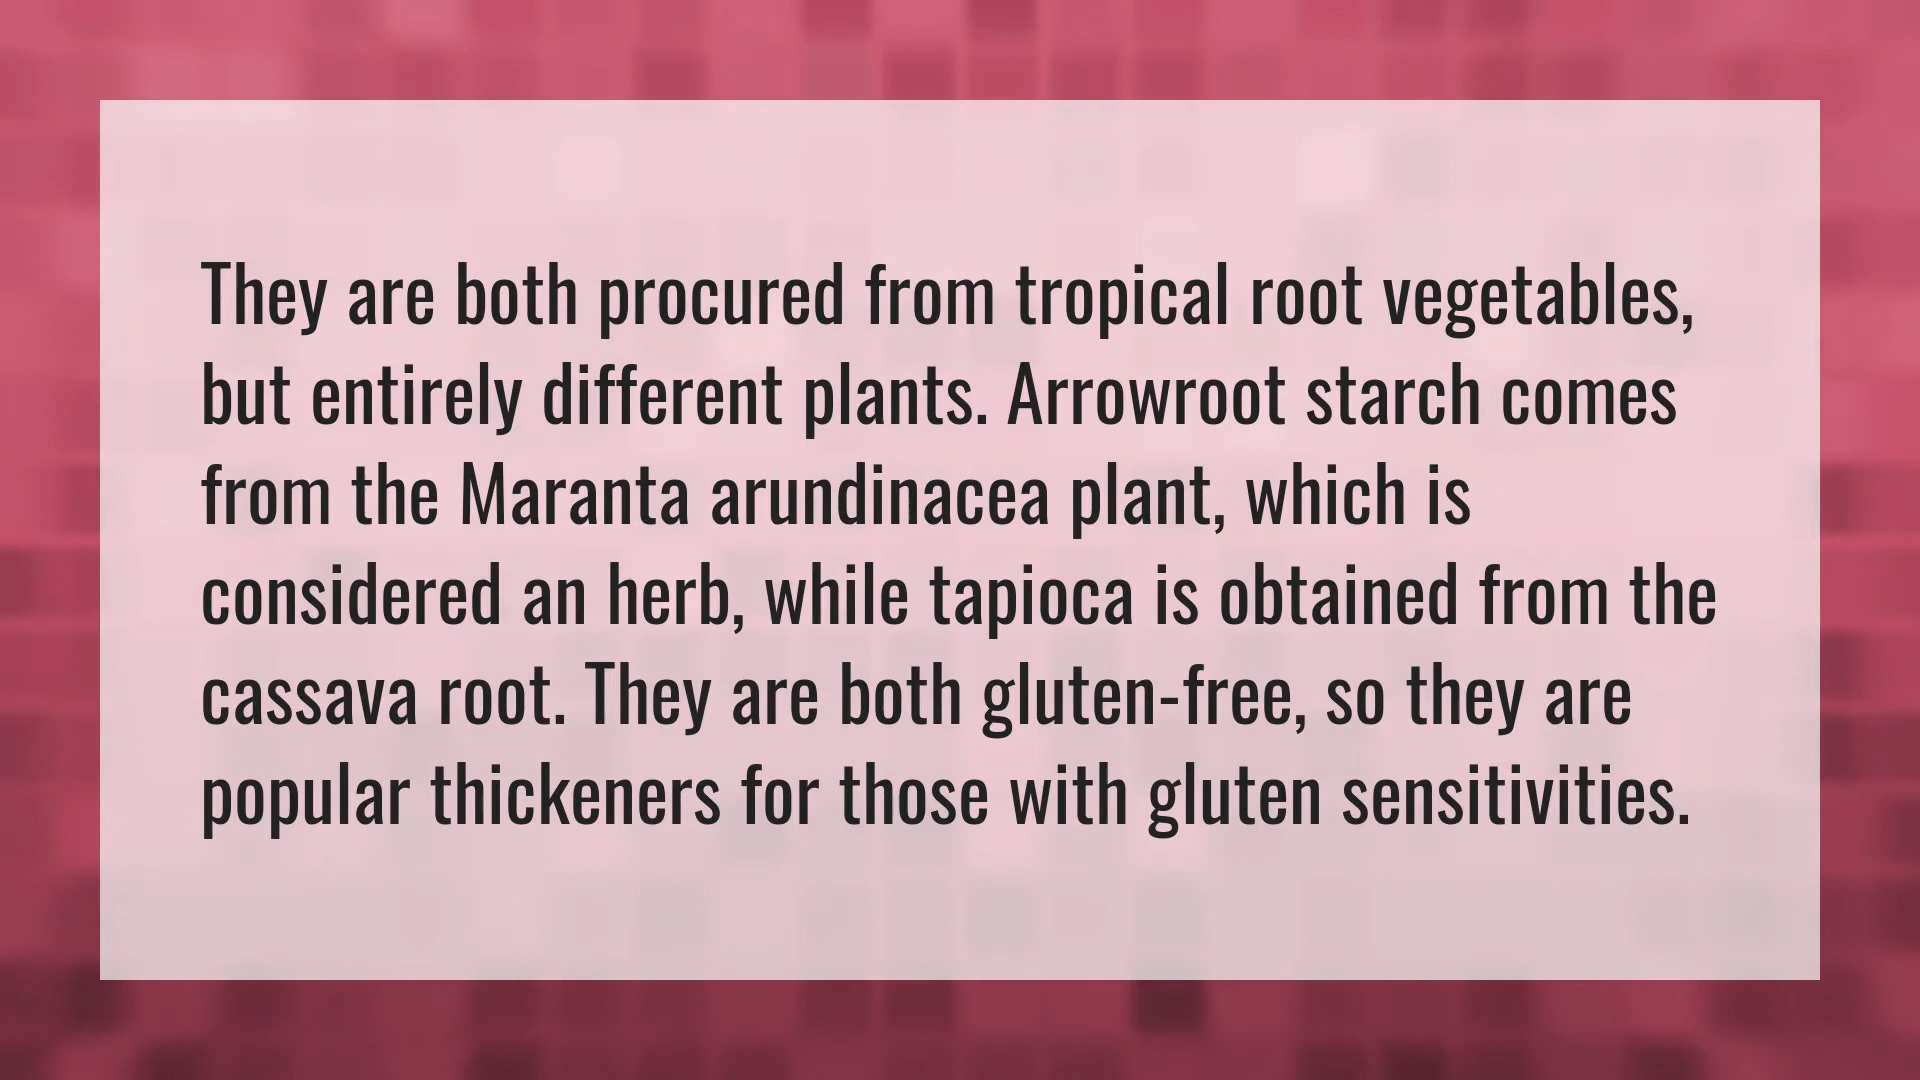 They are both procured from tropical root vegetables,
but entirely different plants. Arrowroot starch comes
from the Maranta arundinacea plant, which is
considered an herb, while tapioca is obtained from the
cassava root. They are both gluten-free, so they are
popular thickeners for those with gluten sensitivities.